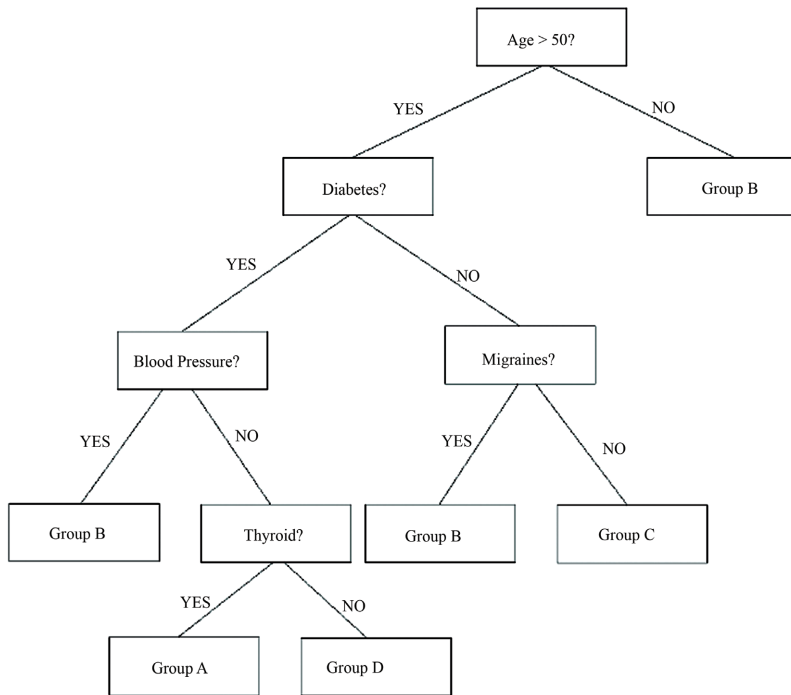 Age > 50?
YES
NO
Diabetes?
Group B
YES
NO
Blood Pressure?
Migraines?
YES
NO
YES
NO
Group B
Thyroid?
Group B
Group C
YES
NO
Group A
Group D